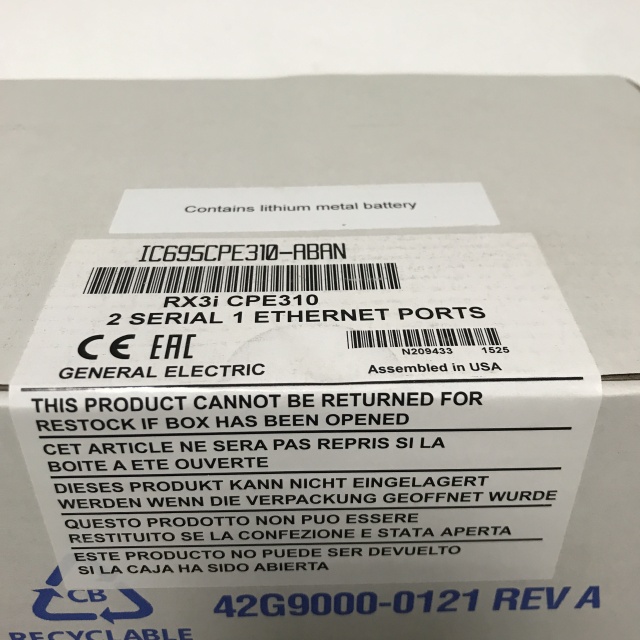 Contains lithium metal battery
IC695CPE310-ABAN
RX3i CPE310
2 SERIAL 1 ETHERNET PORTS
CE EAC
N209433 1525
GENERAL ELECTRIC
Assembled in USA
THIS PRODUCT CANNOT BE RETURNED FOR
RESTOCK IF BOX HAS BEEN OPENED
CET ARTICLE NE SERA PAS REPRIS SI LA
BOITE A ETE OUVERTE
DIESES PRODUKT KANN NICHT EINGELAGERT
WERDEN WENN DIE VERPACKUNG GEOFFNET WURDE
QUESTO PRODOTTO NON PUO ESSERE
RESTITUITO SE LA CONFEZIONE E STATA APERTA
ESTE PRODUCTO NO PUEDE SER DEVUELTO
SI LA CAJA HA SIDO ABIERTA
CB
42G9000-0121 REV A
RECYCLABLE